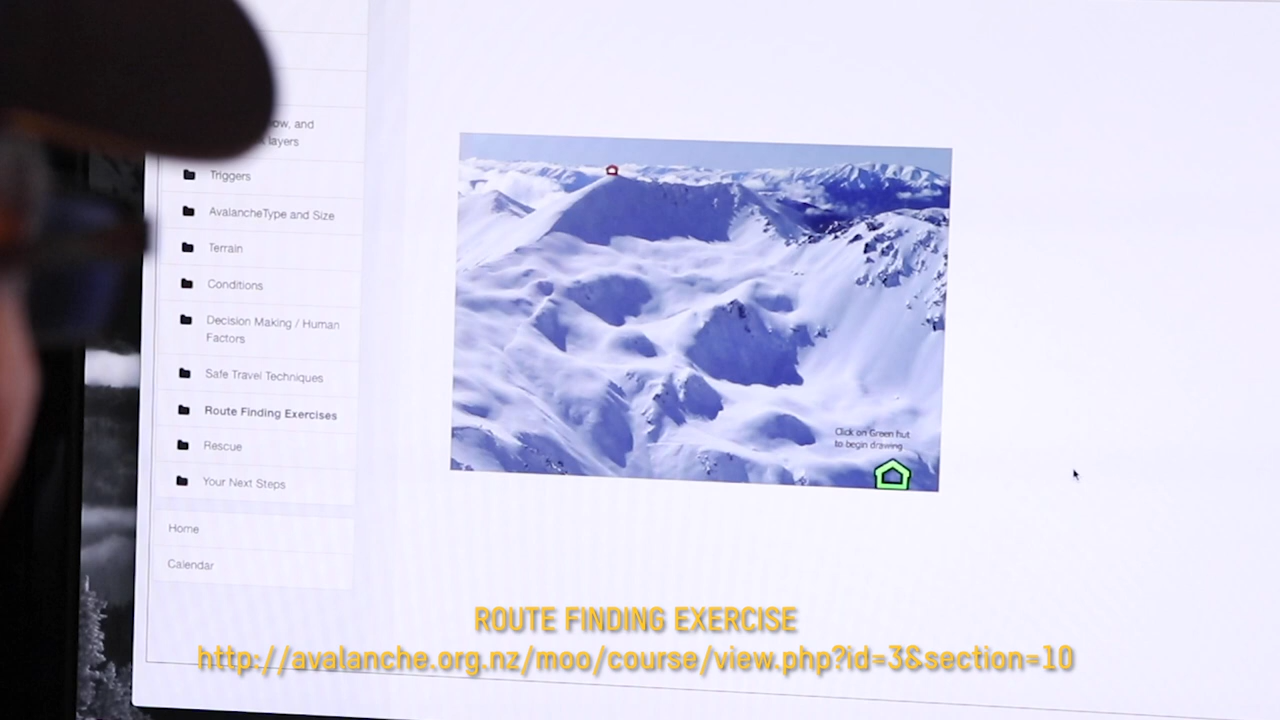 ow, and
layers
Triggers
AvalancheType and Size
Terrain
Conditions
Decision Making / Human
Factors
Safe Travel Techniques
Route Finding Exercises
Rescue
Your Next Steps
Home
Calendar
Click on Green hut
to begin drawing
ROUTE FINDING EXERCISE
http://avalanche.org.nz/moo/course/view.php?id=3&section=10